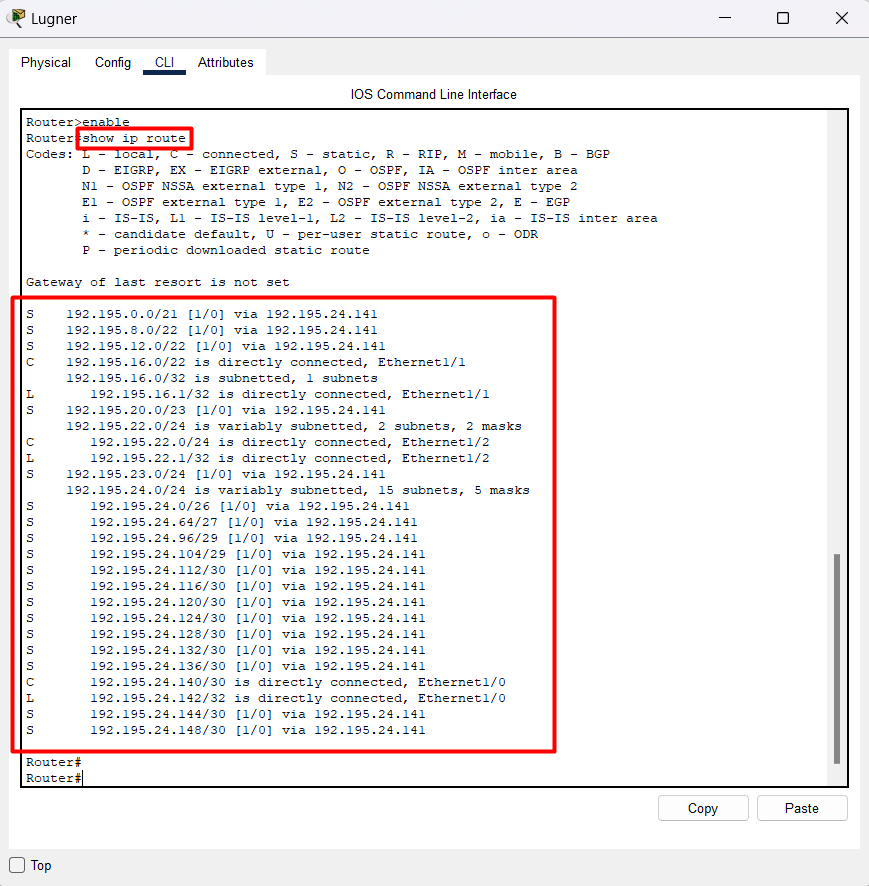 Lugner
Physical Config CLI Attributes
IOS Command Line Interface
Router>enable
Router#show ip route
Codes: L - local, C - connected, S - static, R - RIP, M - mobile, B - BGP
D - EIGRP, EX - EIGRP external, O - OSPF, IA - OSPF inter area
N1 - OSPF NSSA external type 1, N2 - OSPF NSSA external type 2
E1 - OSPF external type 1, E2 - OSPF external type 2, E - EGP
i - IS-IS, L1 - IS-IS level-1, L2 - IS-IS level-2, ia - IS-IS inter area
* - candidate default, U - per-user static route, o - ODR
P - periodic downloaded static route
Gateway of last resort is not set
S 192.195.0.0/21 [1/0] via 192.195.24.141
S 192.195.8.0/22 [1/0] via 192.195.24.141
S 192.195.12.0/22 [1/0] via 192.195.24.141
C 192.195.16.0/22 is directly connected, Ethernet1/1
192.195.16.0/32 is subnetted, 1 subnets
L 192.195.16.1/32 is directly connected, Ethernet1/1
S 192.195.20.0/23 [1/0] via 192.195.24.141
192.195.22.0/24 is variably subnetted, 2 subnets, 2 masks
C 192.195.22.0/24 is directly connected, Ethernet1/2
L 192.195.22.1/32 is directly connected, Ethernet1/2
S 192.195.23.0/24 [1/0] via 192.195.24.141
192.195.24.0/24 is variably subnetted, 15 subnets, 5 masks
S 192.195.24.0/26 [1/0] via 192.195.24.141
S 192.195.24.64/27 [1/0] via 192.195.24.141
S 192.195.24.96/29 [1/0] via 192.195.24.141
S 192.195.24.104/29 [1/0] via 192.195.24.141
S 192.195.24.112/30 [1/0] via 192.195.24.141
S 192.195.24.116/30 [1/0] via 192.195.24.141
S 192.195.24.120/30 [1/0] via 192.195.24.141
S 192.195.24.124/30 [1/0] via 192.195.24.141
S 192.195.24.128/30 [1/0] via 192.195.24.141
S 192.195.24.132/30 [1/0] via 192.195.24.141
S 192.195.24.136/30 [1/0] via 192.195.24.141
C 192.195.24.140/30 is directly connected, Ethernet1/0
L 192.195.24.142/32 is directly connected, Ethernet1/0
S 192.195.24.144/30 [1/0] via 192.195.24.141
S 192.195.24.148/30 [1/0] via 192.195.24.141
Router#
Router#
Copy Paste
Top